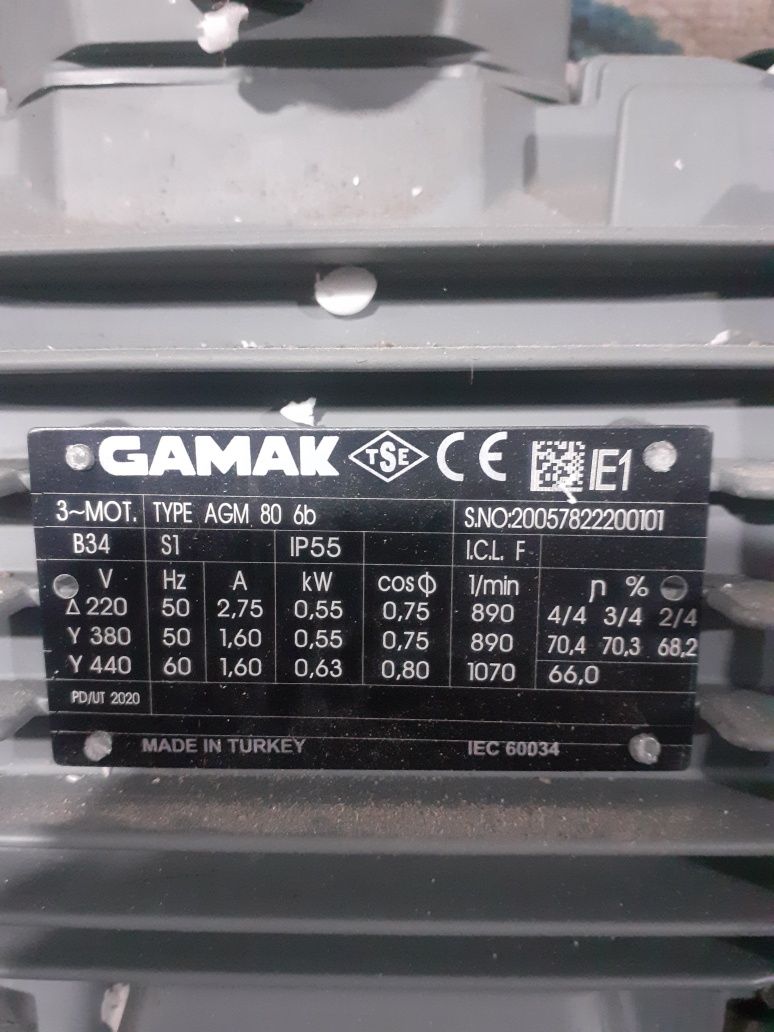 GAMAK TSE CE IE1
3~MOT. TYPE AGM 80 6b S.NO:20057822200101
B34 S1 IP55 I.CL. F
V Hz A kW cosϕ 1/min η %
Δ 220 50 2,75 0,55 0,75 890 4/4 3/4 2/4
Y 380 50 1,60 0,55 0,75 890 70,4 70,3 68,2
Y 440 60 1,60 0,63 0,80 1070 66,0
PD/UT 2020
MADE IN TURKEY IEC 60034